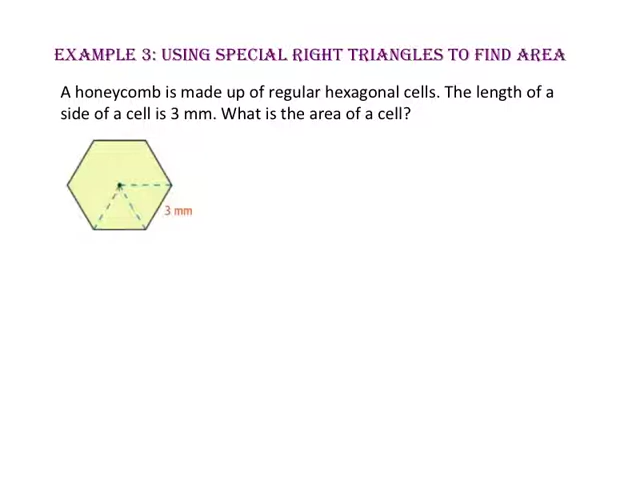 Example 3: Using Special Right Triangles to Find Area
A honeycomb is made up of regular hexagonal cells. The length of a
side of a cell is 3 mm. What is the area of a cell?
3 mm